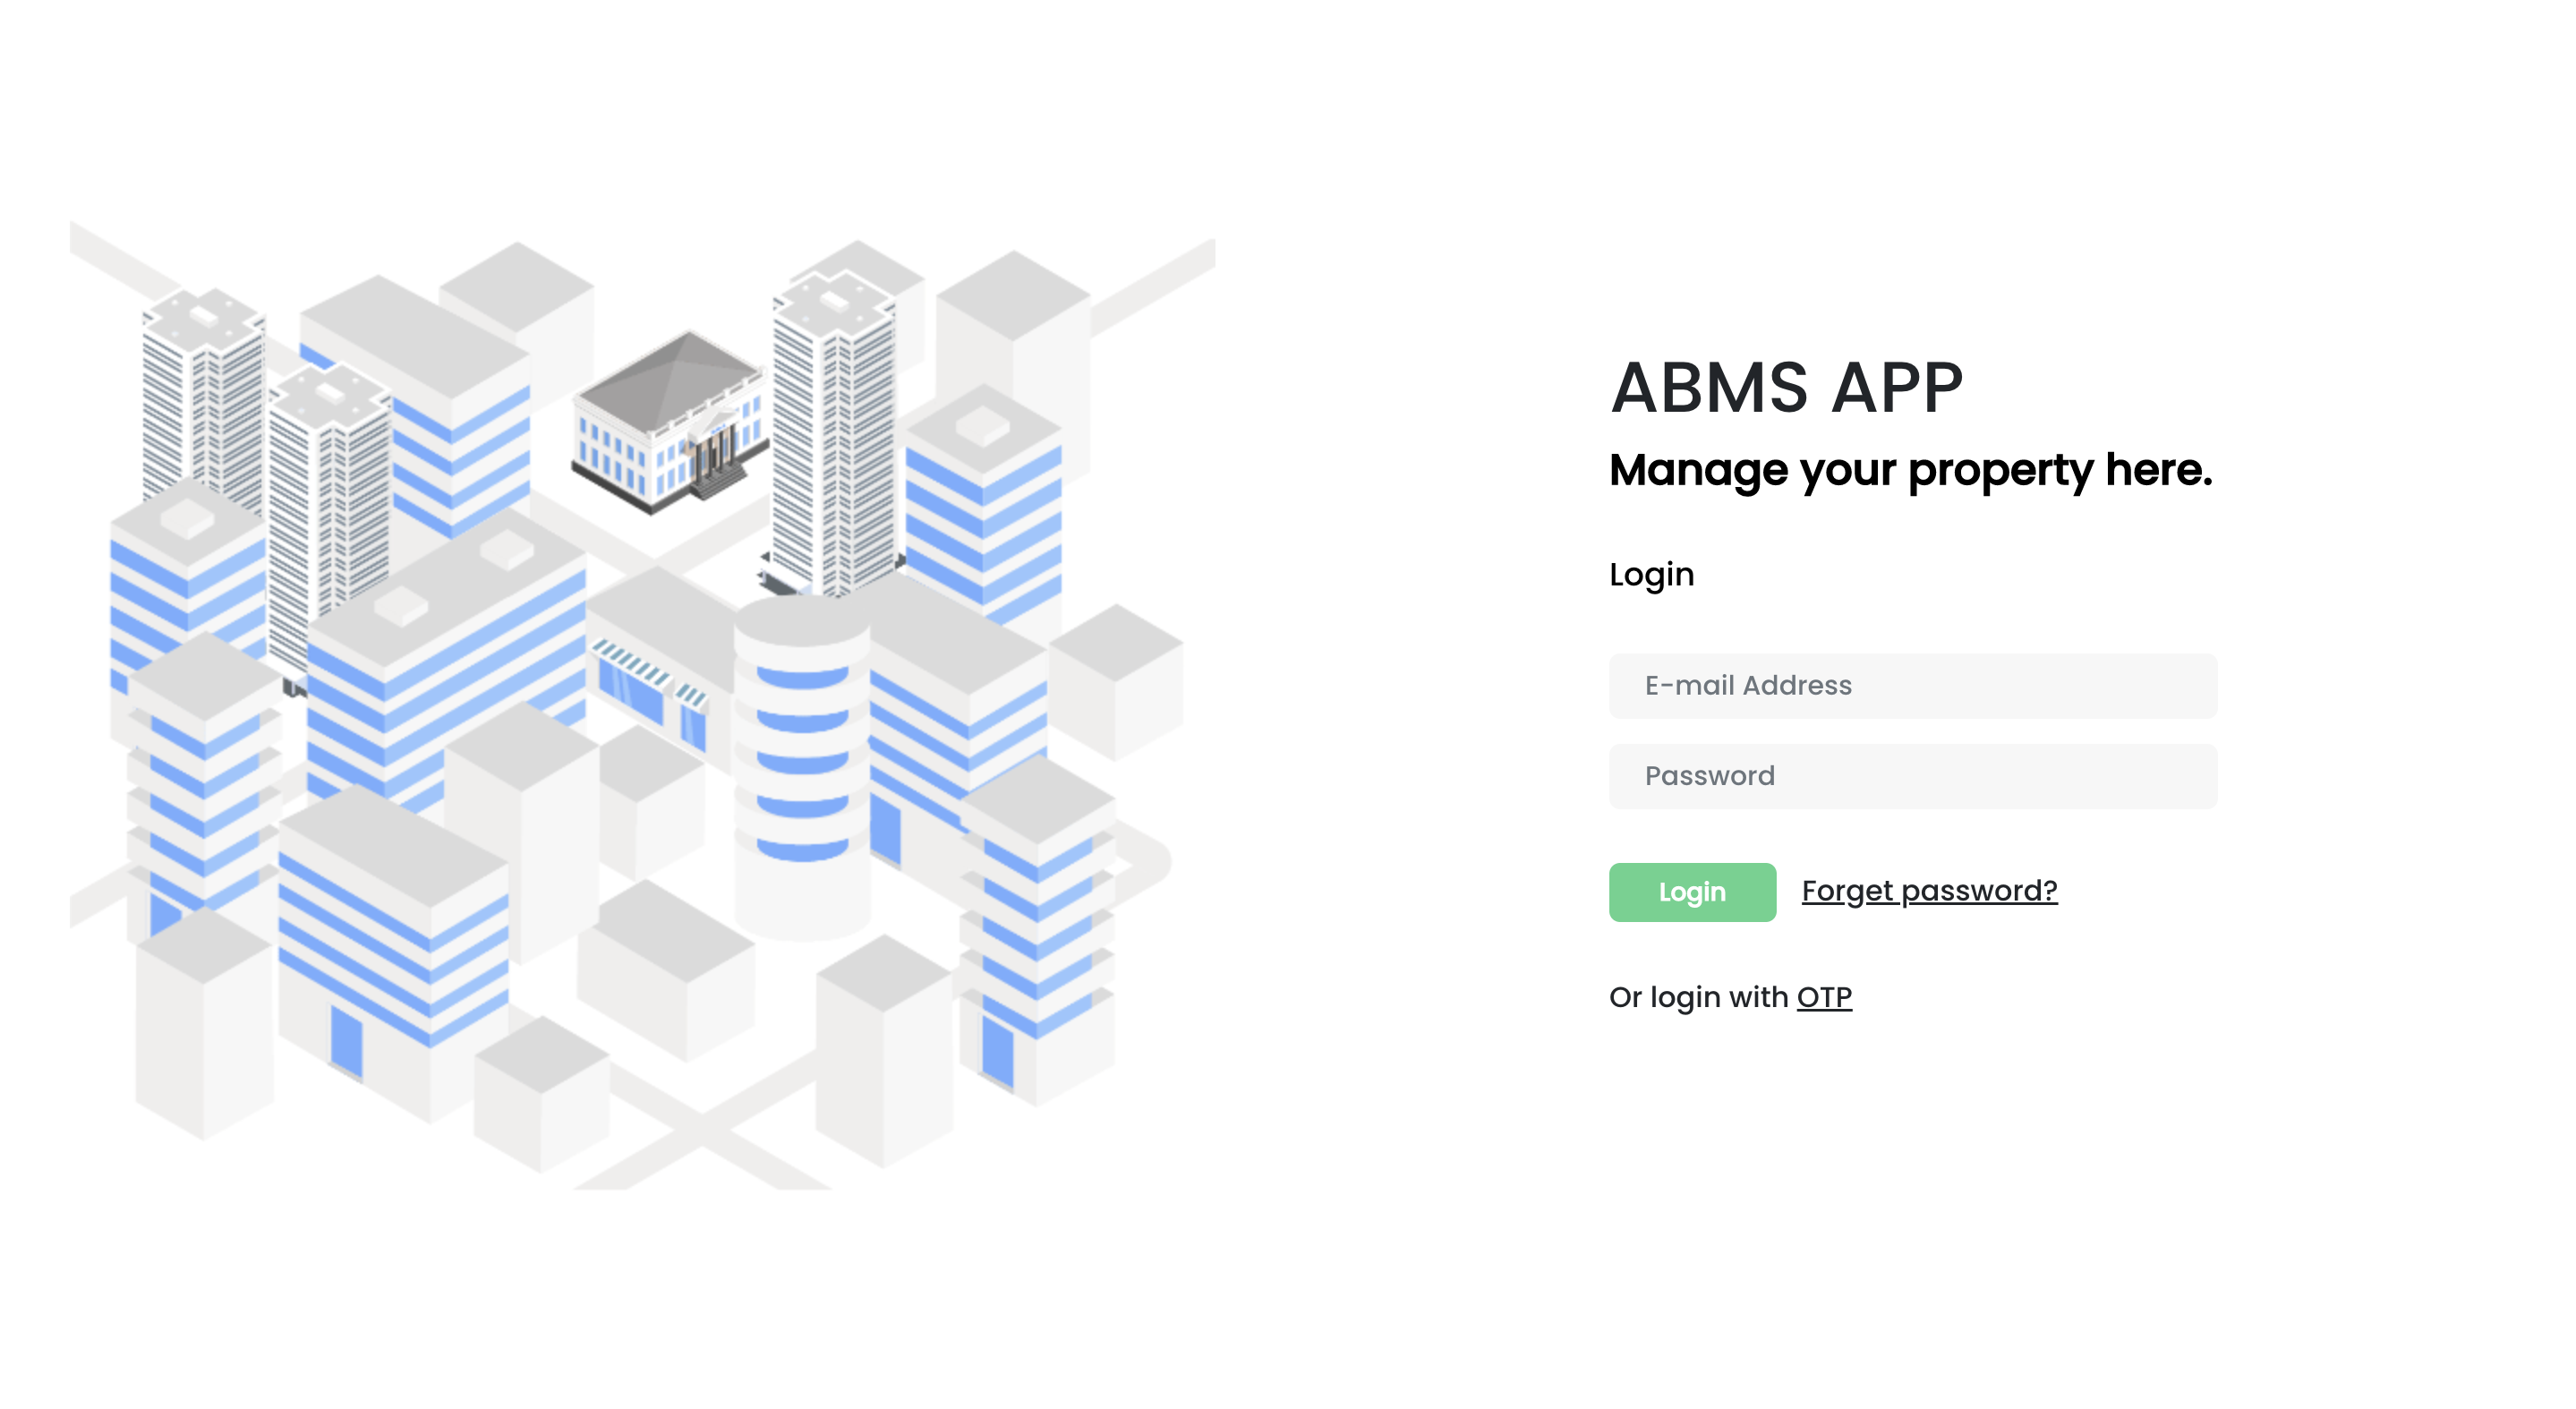 ABMS APP
Manage your property here.
Login
E-mail Address
Password
Login Forget password?
Or login with OTP